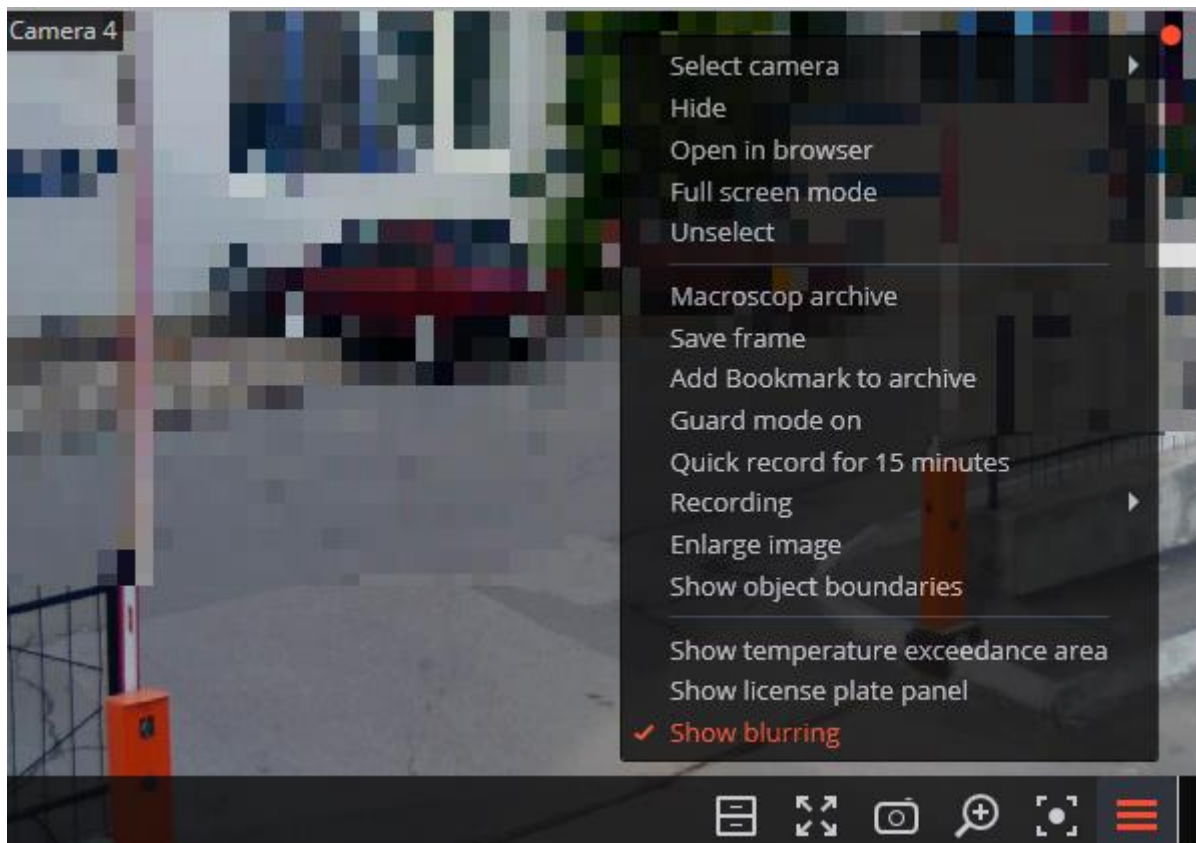 Camera 4
Select camera
Hide
Open in browser
Full screen mode
Unselect
Macroscop archive
Save frame
Add Bookmark to archive
Guard mode on
Quick record for 15 minutes
Recording
Enlarge image
Show object boundaries
Show temperature exceedance area
Show license plate panel
Show blurring